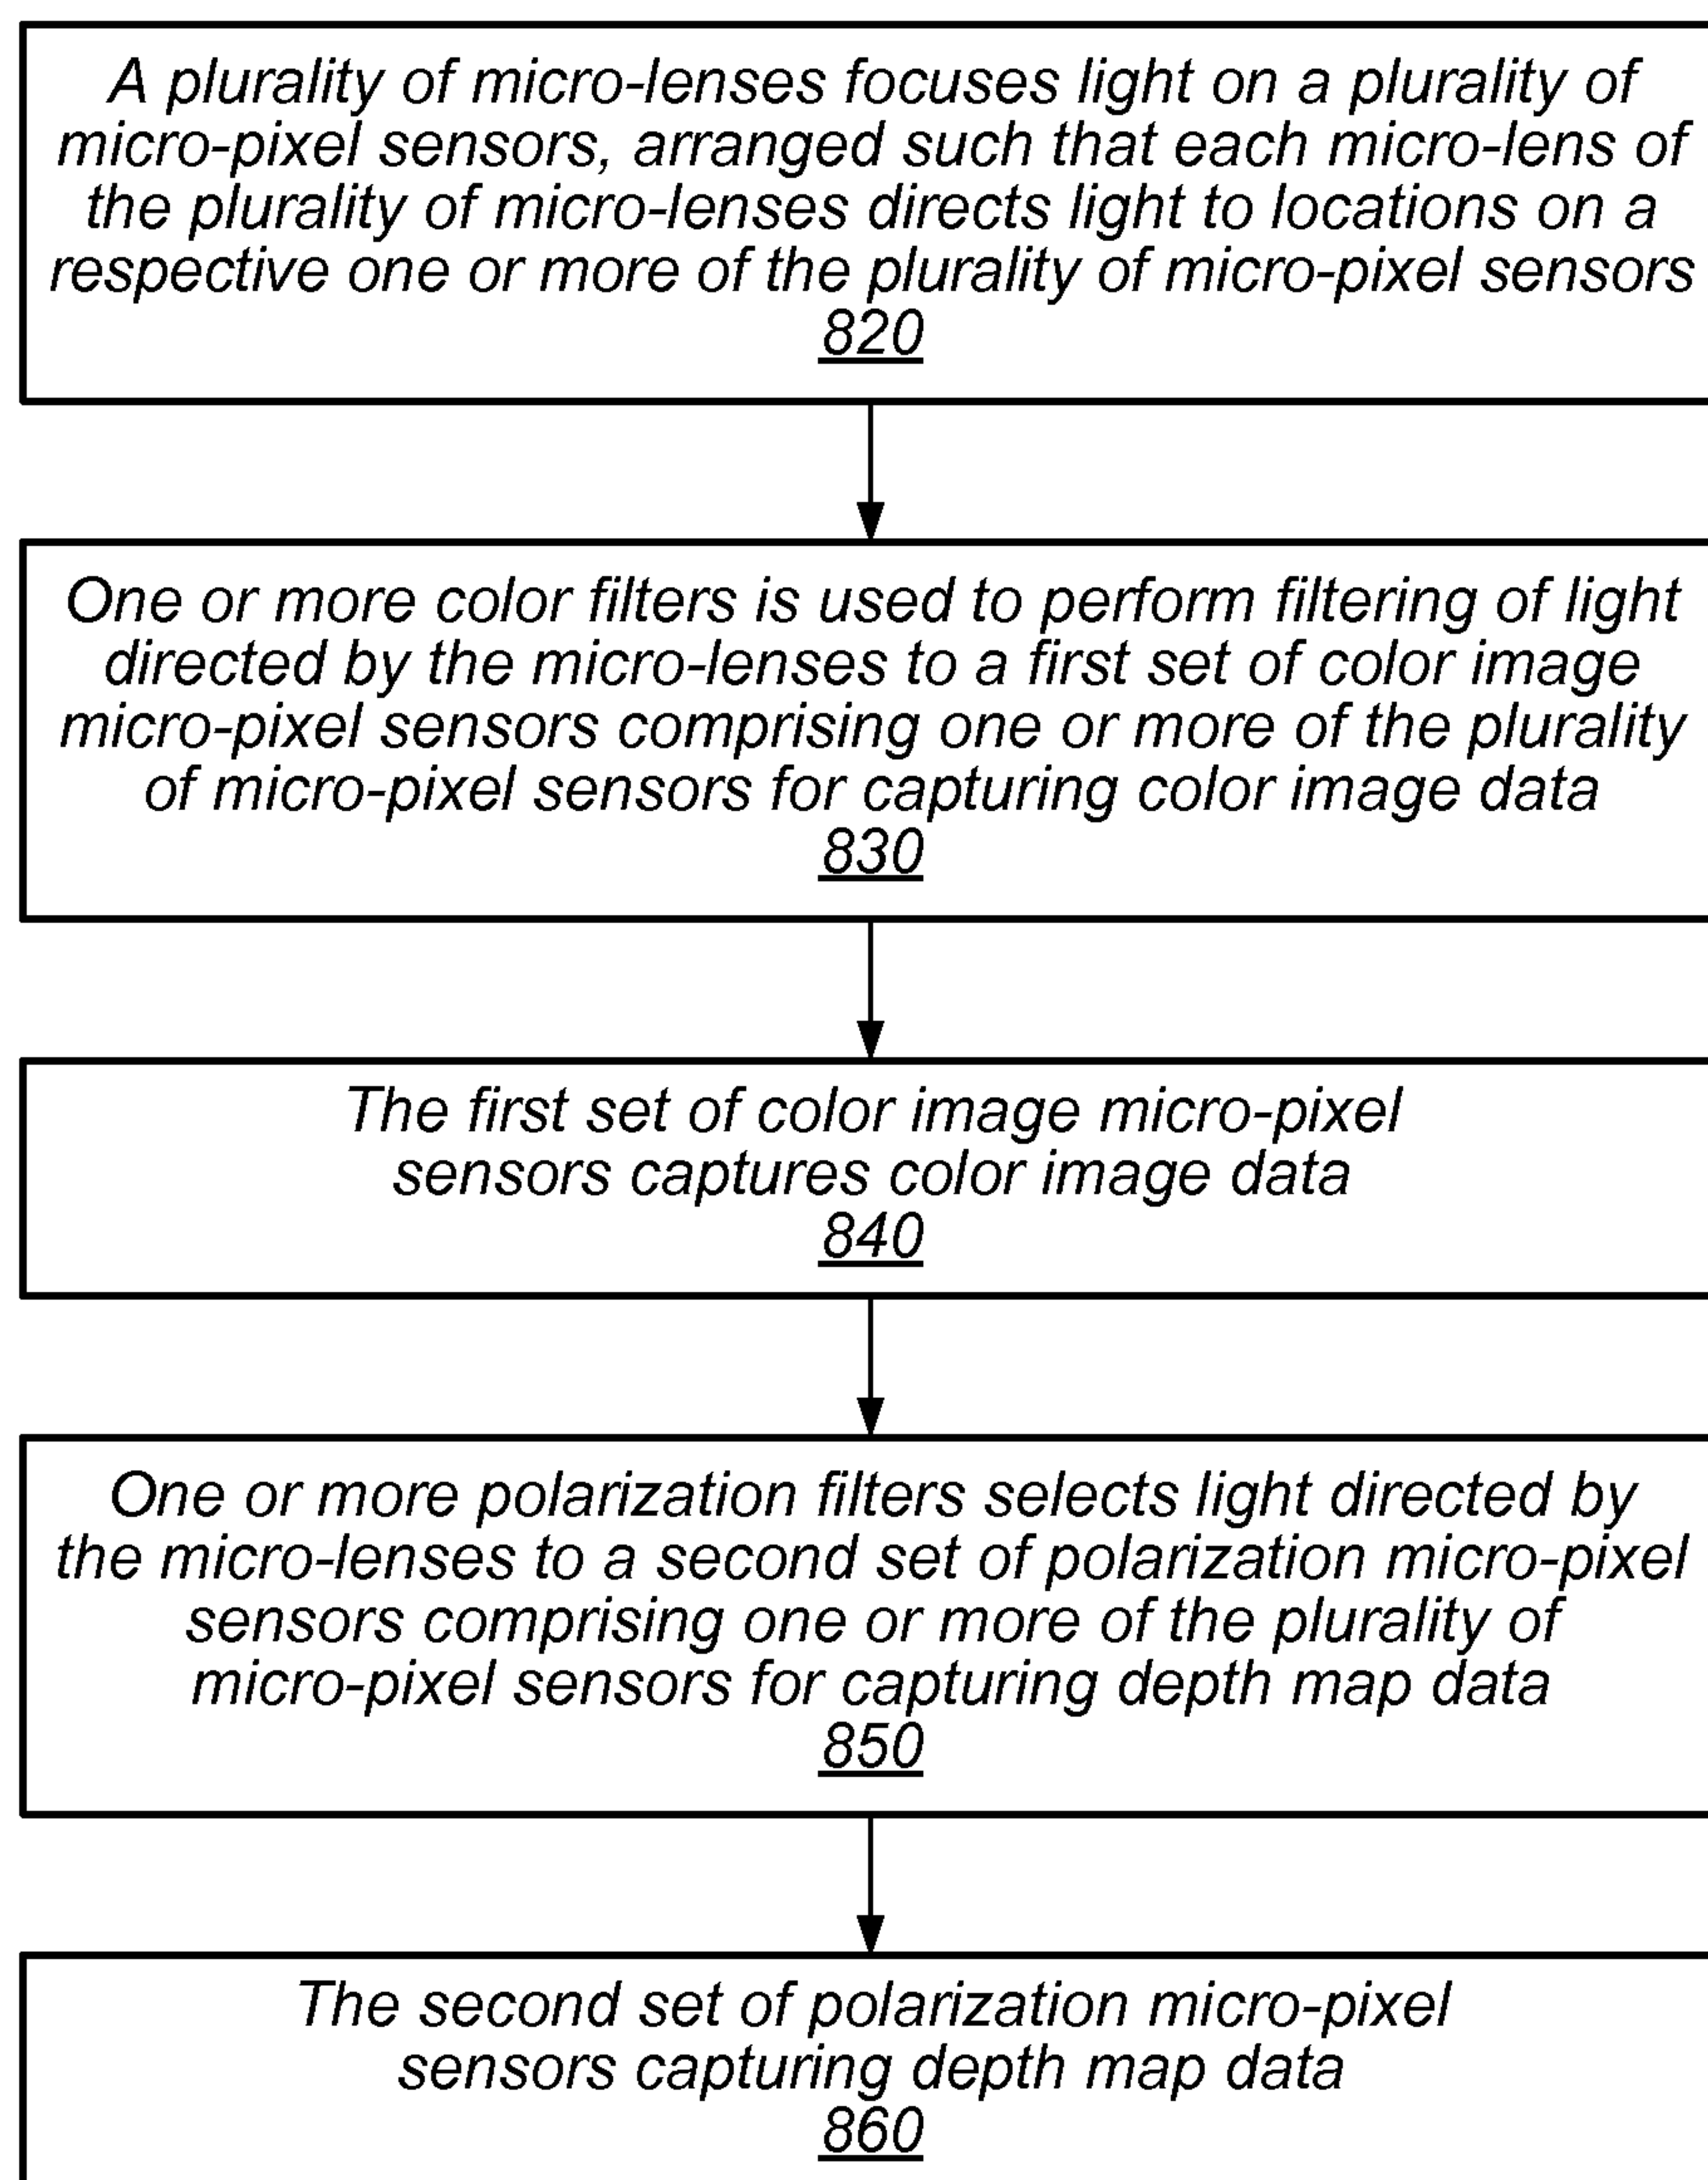 A plurality of micro-lenses focuses light on a plurality of
micro-pixel sensors, arranged such that each micro-lens of
the plurality of micro-lenses directs light to locations on a
respective one or more of the plurality of micro-pixel sensors
820
One or more color filters is used to perform filtering of light
directed by the micro-lenses to a first set of color image
micro-pixel sensors comprising one or more of the plurality
of micro-pixel sensors for capturing color image data
830
The first set of color image micro-pixel
sensors captures color image data
840
One or more polarization filters selects light directed by
the micro-lenses to a second set of polarization micro-pixel
sensors comprising one or more of the plurality of
micro-pixel sensors for capturing depth map data
850
The second set of polarization micro-pixel
sensors capturing depth map data
860